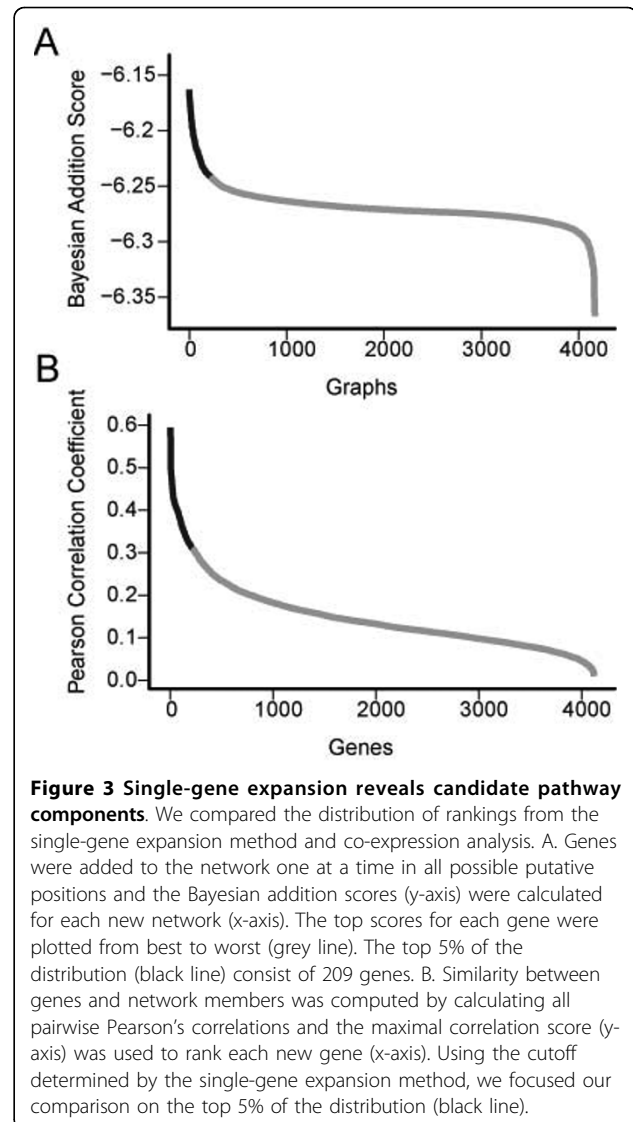 A
−6.15
−6.2
−6.25
−6.3
−6.35
Bayesian Addition Score
0 1000 2000 3000 4000
Graphs
B
0.6
0.5
0.4
0.3
0.2
0.1
0.0
Pearson Correlation Coefficient
0 1000 2000 3000 4000
Genes
Figure 3 Single-gene expansion reveals candidate pathway
components. We compared the distribution of rankings from the
single-gene expansion method and co-expression analysis. A. Genes
were added to the network one at a time in all possible putative
positions and the Bayesian addition scores (y-axis) were calculated
for each new network (x-axis). The top scores for each gene were
plotted from best to worst (grey line). The top 5% of the
distribution (black line) consist of 209 genes. B. Similarity between
genes and network members was computed by calculating all
pairwise Pearson's correlations and the maximal correlation score (y-
axis) was used to rank each new gene (x-axis). Using the cutoff
determined by the single-gene expansion method, we focused our
comparison on the top 5% of the distribution (black line).